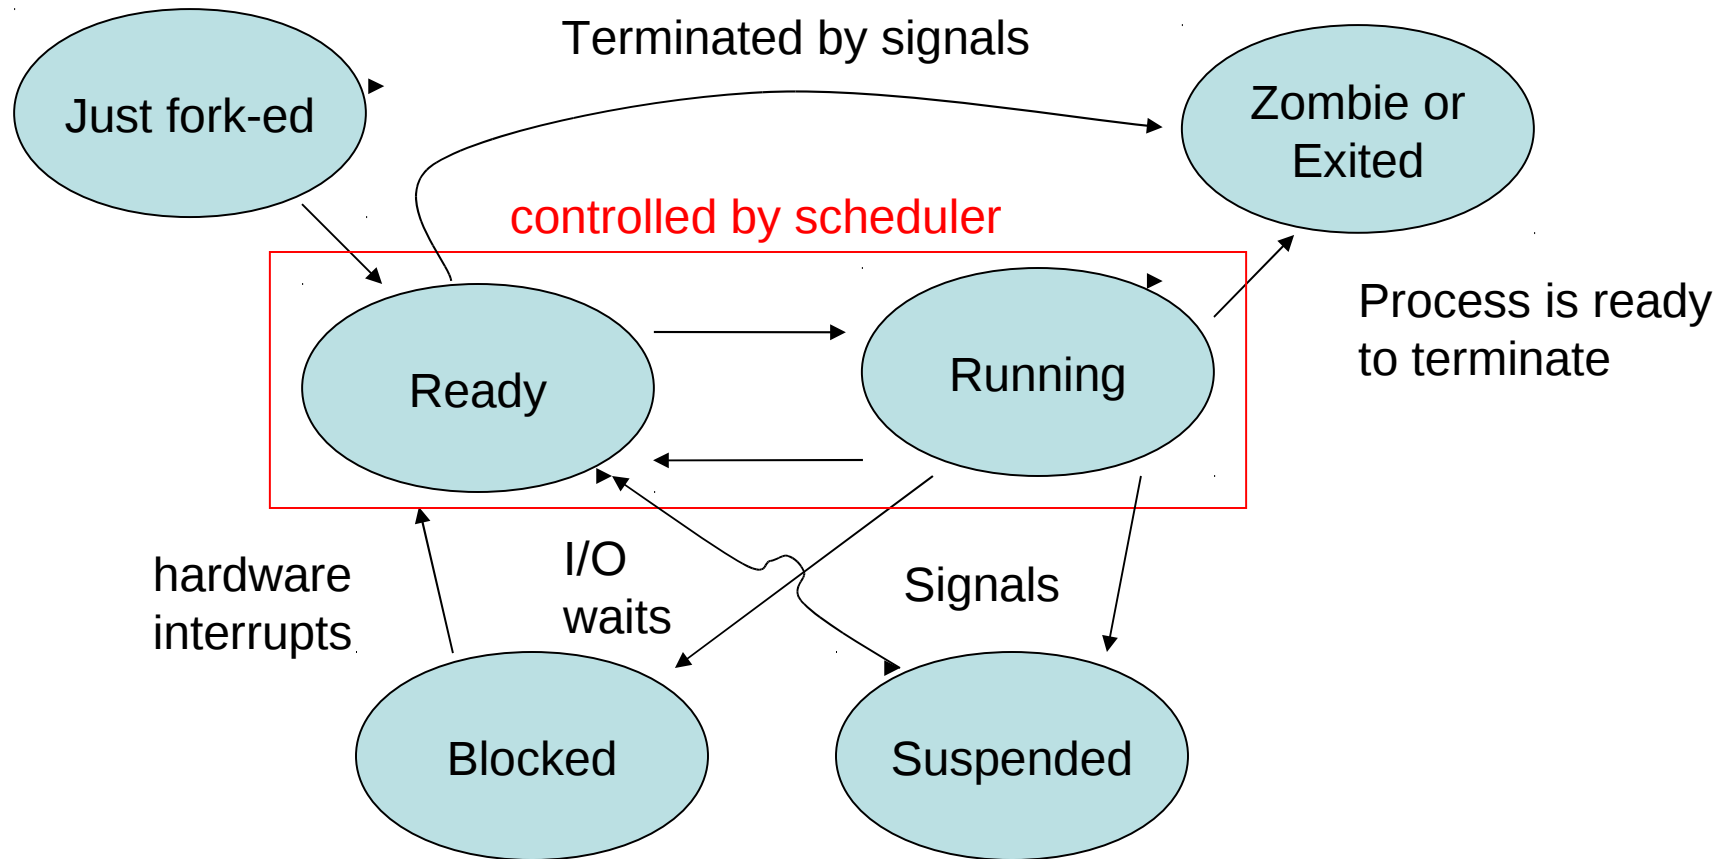 Terminated by signals
Just fork-ed
Zombie or
Exited
controlled by scheduler
Process is ready
to terminate
Ready
Running
hardware
interrupts
I/O
waits
Signals
Blocked
Suspended